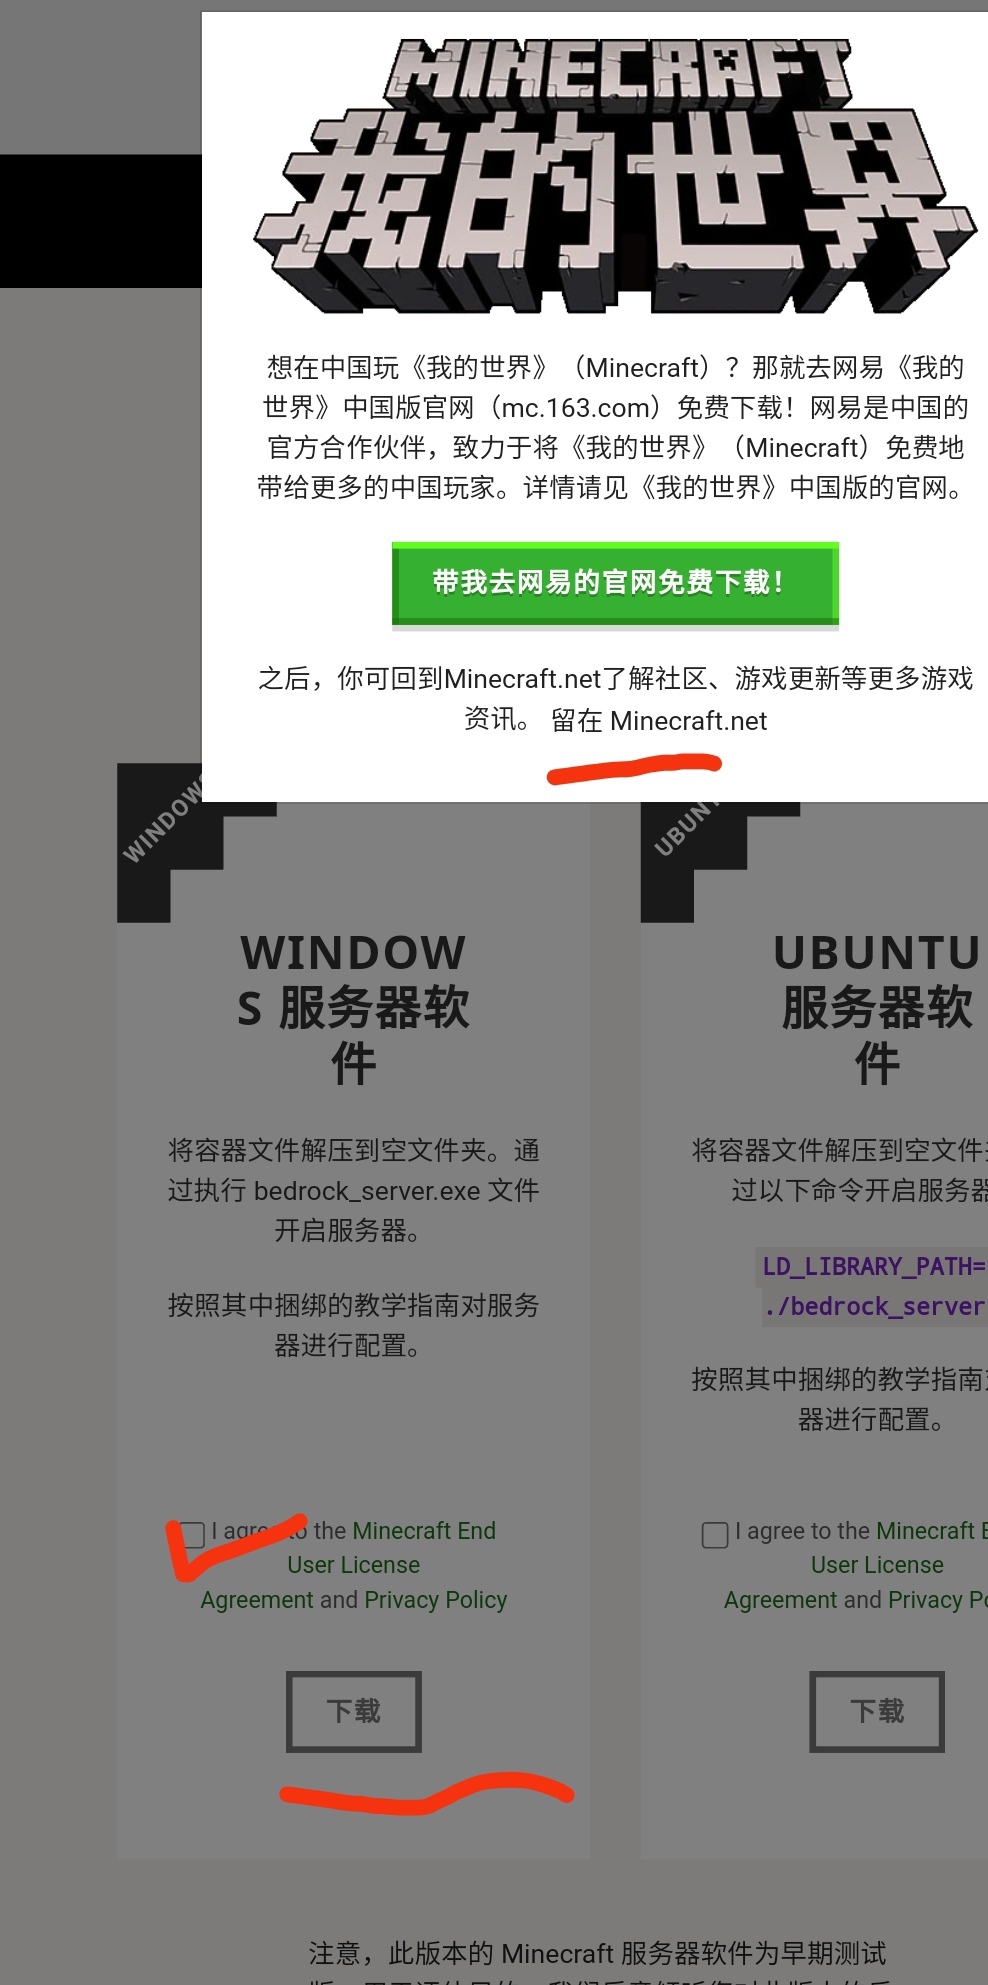 MINECRAFT
我的世界
想在中国玩《我的世界》（Minecraft）？那就去网易《我的
世界》中国版官网（mc.163.com）免费下载！网易是中国的
官方合作伙伴，致力于将《我的世界》（Minecraft）免费地
带给更多的中国玩家。详情请见《我的世界》中国版的官网。
带我去网易的官网免费下载！
之后，你可回到Minecraft.net了解社区、游戏更新等更多游戏
资讯。 留在 Minecraft.net
WINDOWS
WINDOW
S 服务器软
件
将容器文件解压到空文件夹。通
过执行 bedrock_server.exe 文件
开启服务器。
按照其中捆绑的教学指南对服务
器进行配置。
I agree to the Minecraft End
User License
Agreement and Privacy Policy
下载
UBUNT
UBUNTU
服务器软
件
将容器文件解压到空文件
过以下命令开启服务器
LD_LIBRARY_PATH=
./bedrock_server
按照其中捆绑的教学指南
器进行配置。
I agree to the Minecraft E
User License
Agreement and Privacy Po
下载
注意，此版本的 Minecraft 服务器软件为早期测试